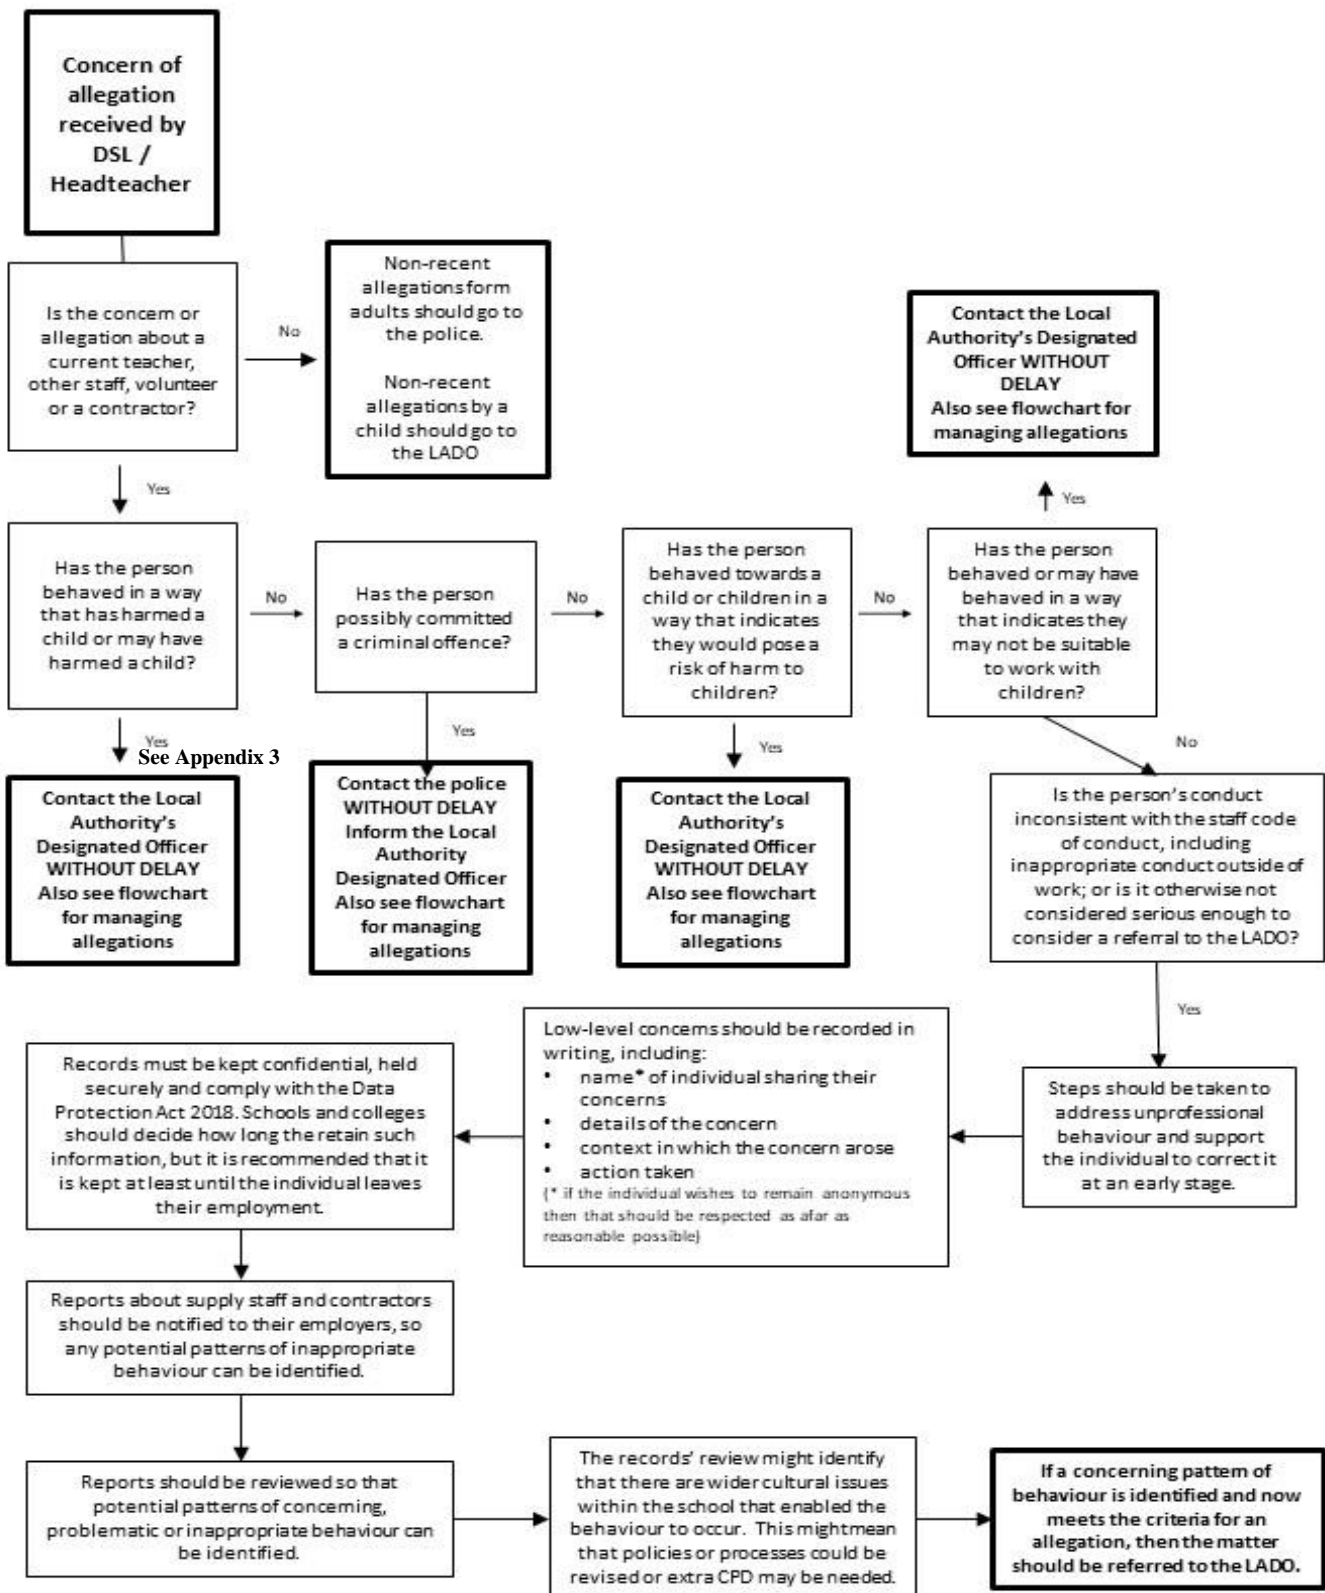 Concern of
allegation
received by
DSL /
Headteacher
Is the concern or
allegation about a
current teacher,
other staff, volunteer
or a contractor?
No
Non-recent
allegations form
adults should go to
the police.
Non-recent
allegations by a
child should go to
the LADO
Contact the Local
Authority's Designated
Officer WITHOUT
DELAY
Also see flowchart for
managing allegations
Yes
Yes
Has the person
behaved in a way
that has harmed a
child or may have
harmed a child?
No
Has the person
possibly committed
a criminal offence?
No
Has the person
behaved towards a
child or children in a
way that indicates
they would pose a
risk of harm to
children?
No
Has the person
behaved or may have
behaved in a way
that indicates they
may not be suitable
to work with
children?
Yes
See Appendix 3
Yes
Yes
No
Contact the Local
Authority's
Designated Officer
WITHOUT DELAY
Also see flowchart
for managing
allegations
Contact the police
WITHOUT DELAY
Inform the Local
Authority
Designated Officer
Also see flowchart
for managing
allegations
Contact the Local
Authority's
Designated Officer
WITHOUT DELAY
Also see flowchart
for managing
allegations
Is the person's conduct
inconsistent with the staff code
of conduct, including
inappropriate conduct outside of
work; or is it otherwise not
considered serious enough to
consider a referral to the LADO?
Yes
Steps should be taken to
address unprofessional
behaviour and support
the individual to correct it
at an early stage.
Low-level concerns should be recorded in
writing, including:
• name* of individual sharing their
concerns
• details of the concern
• context in which the concern arose
• action taken
(* if the individual wishes to remain anonymous
then that should be respected as afar as
reasonable possible)
Records must be kept confidential, held
securely and comply with the Data
Protection Act 2018. Schools and colleges
should decide how long the retain such
information, but it is recommended that it
is kept at least until the individual leaves
their employment.
Reports about supply staff and contractors
should be notified to their employers, so
any potential patterns of inappropriate
behaviour can be identified.
Reports should be reviewed so that
potential patterns of concerning,
problematic or inappropriate behaviour can
be identified.
The records' review might identify
that there are wider cultural issues
within the school that enabled the
behaviour to occur. This mightmean
that policies or processes could be
revised or extra CPD may be needed.
If a concerning pattern of
behaviour is identified and now
meets the criteria for an
allegation, then the matter
should be referred to the LADO.